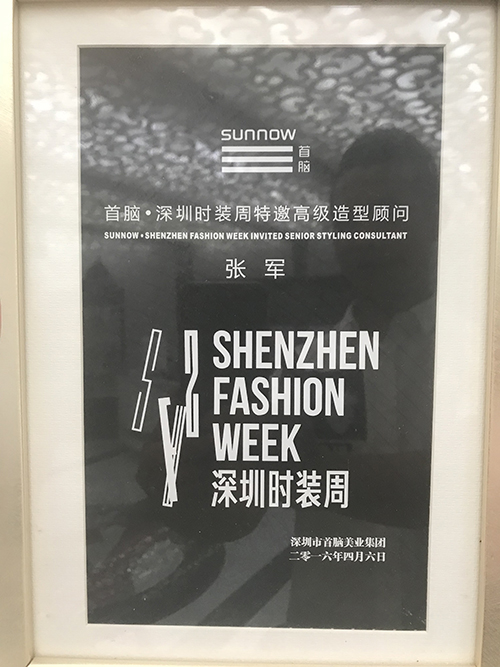 SUNNOW
首脑
首脑•深圳时装周特邀高级造型顾问
SUNNOW•SHENZHEN FASHION WEEK INVITED SENIOR STYLING CONSULTANT
张 军
SHENZHEN
FASHION
WEEK
深圳时装周
深圳市首脑美业集团
二零一六年四月六日